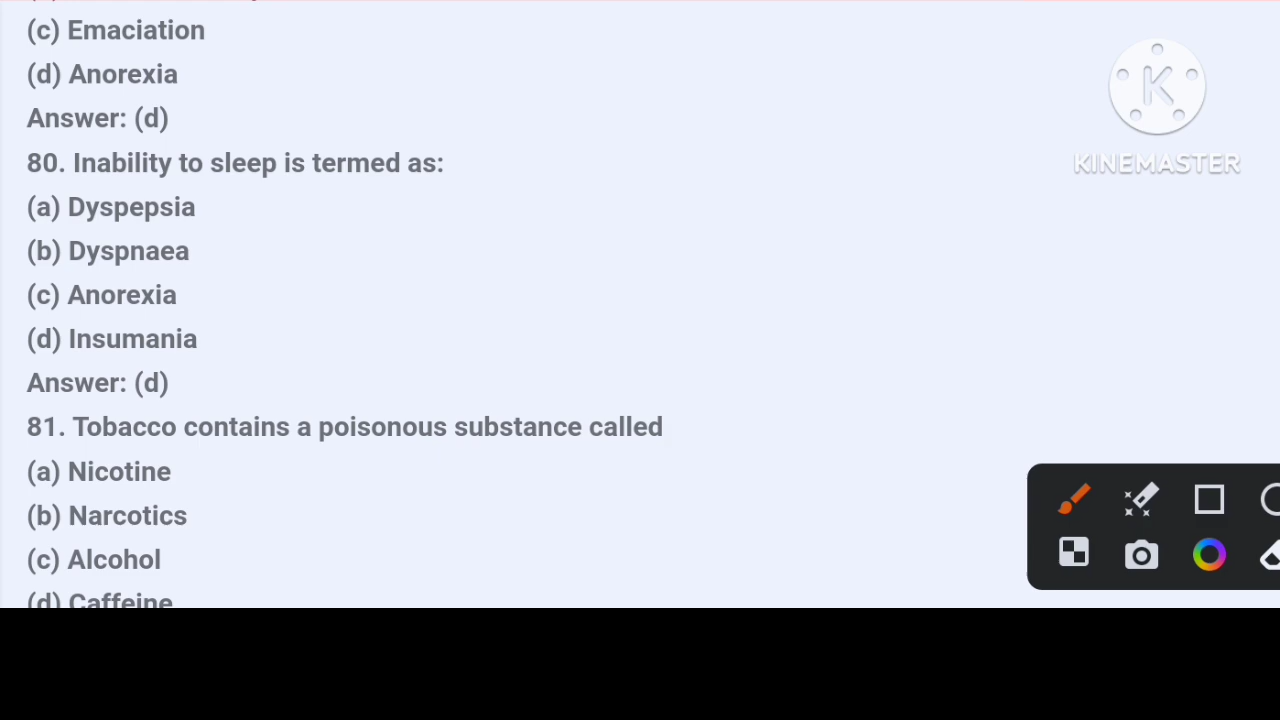 (c) Emaciation
(d) Anorexia
Answer: (d)
80. Inability to sleep is termed as:
(a) Dyspepsia
(b) Dyspnaea
(c) Anorexia
(d) Insumania
Answer: (d)
81. Tobacco contains a poisonous substance called
(a) Nicotine
(b) Narcotics
(c) Alcohol
(d) Caffeine
K
KINEMASTER